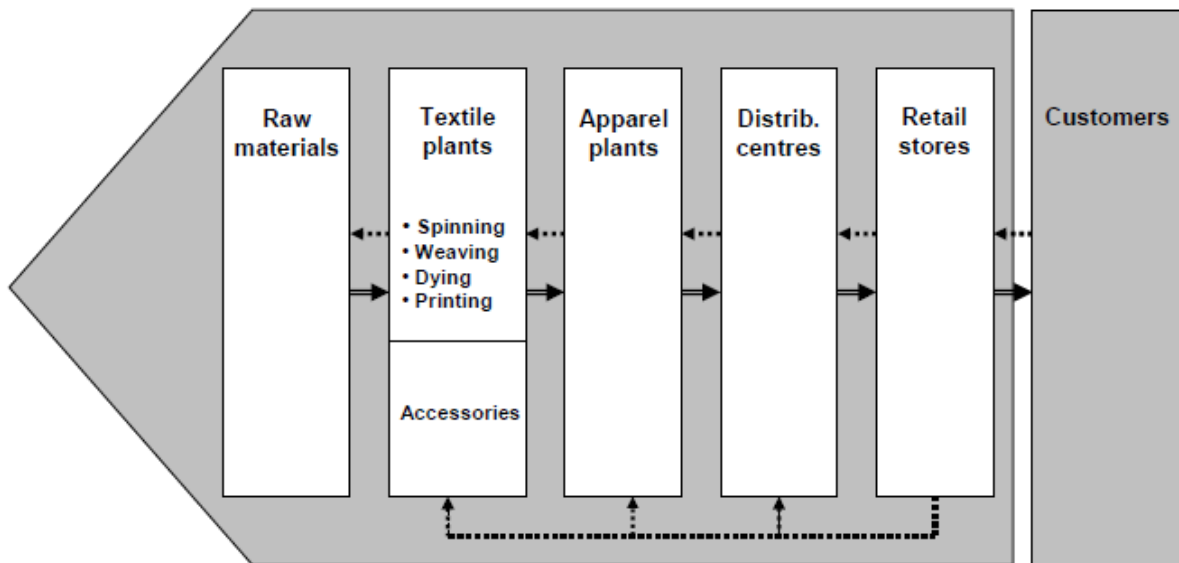 Raw
materials
Textile
plants
• Spinning
• Weaving
• Dying
• Printing
Accessories
Apparel
plants
Distrib.
centres
Retail
stores
Customers